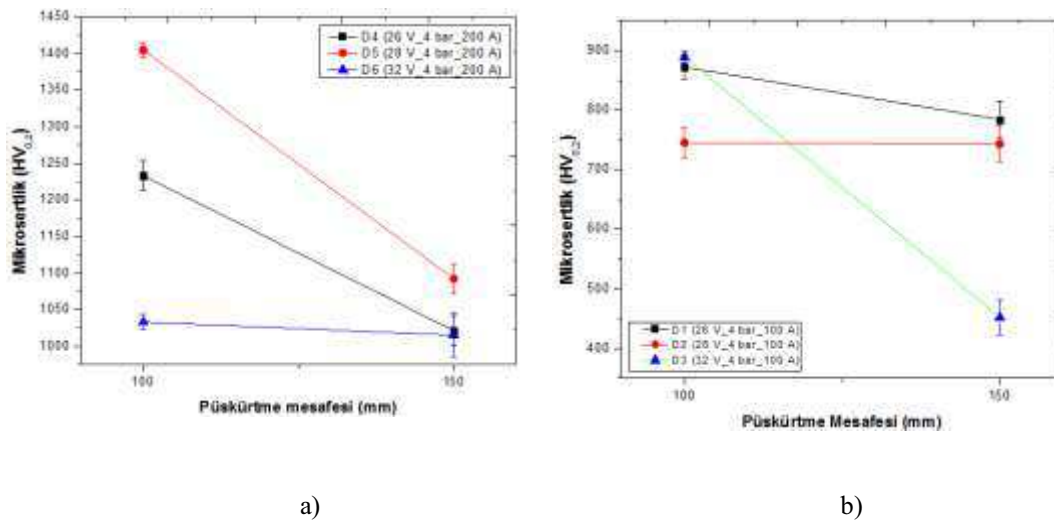 1450
1400
1350
1300
1250
1200
1150
1100
1050
1000
Mikrosertlik (HV0,2)
D4 (26 V_4 bar_200 A)
D5 (28 V_4 bar_200 A)
D6 (32 V_4 bar_200 A)
100
150
Püskürtme mesafesi (mm)
a)
900
800
700
600
500
400
Mikrosertlik (HV0,2)
D1 (26 V_4 bar_100 A)
D2 (28 V_4 bar_100 A)
D3 (32 V_4 bar_100 A)
100
150
Püskürtme Mesafesi (mm)
b)